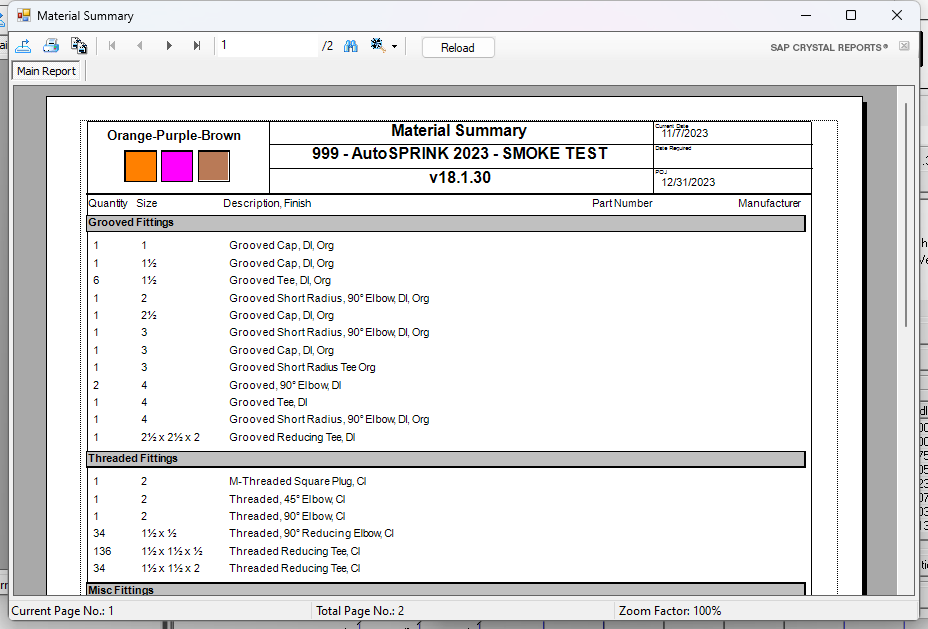 Material Summary
1 /2 Reload SAP CRYSTAL REPORTS®
Main Report
Orange-Purple-Brown
Material Summary
Current Date
11/7/2023
999 - AutoSPRINK 2023 - SMOKE TEST
Date Required
v18.1.30
12/31/2023
Quantity Size Description, Finish Part Number Manufacturer
Grooved Fittings
1 1 Grooved Cap, DI, Org
1 1½ Grooved Cap, DI, Org
6 1½ Grooved Tee, DI, Org
1 2 Grooved Short Radius, 90° Elbow, DI, Org
1 2½ Grooved Cap, DI, Org
1 3 Grooved Short Radius, 90° Elbow, DI, Org
1 3 Grooved Cap, DI, Org
1 3 Grooved Short Radius Tee Org
2 4 Grooved, 90° Elbow, DI
1 4 Grooved Tee, DI
1 4 Grooved Short Radius, 90° Elbow, DI, Org
1 2½ x 2½ x 2 Grooved Reducing Tee, DI
Threaded Fittings
1 2 M-Threaded Square Plug, CI
1 2 Threaded, 45° Elbow, CI
1 2 Threaded, 90° Elbow, CI
34 1½ x ½ Threaded, 90° Reducing Elbow, CI
136 1½ x 1½ x ½ Threaded Reducing Tee, CI
34 1½ x 1½ x 2 Threaded Reducing Tee, CI
Misc Fittings
Current Page No.: 1 Total Page No.: 2 Zoom Factor: 100%